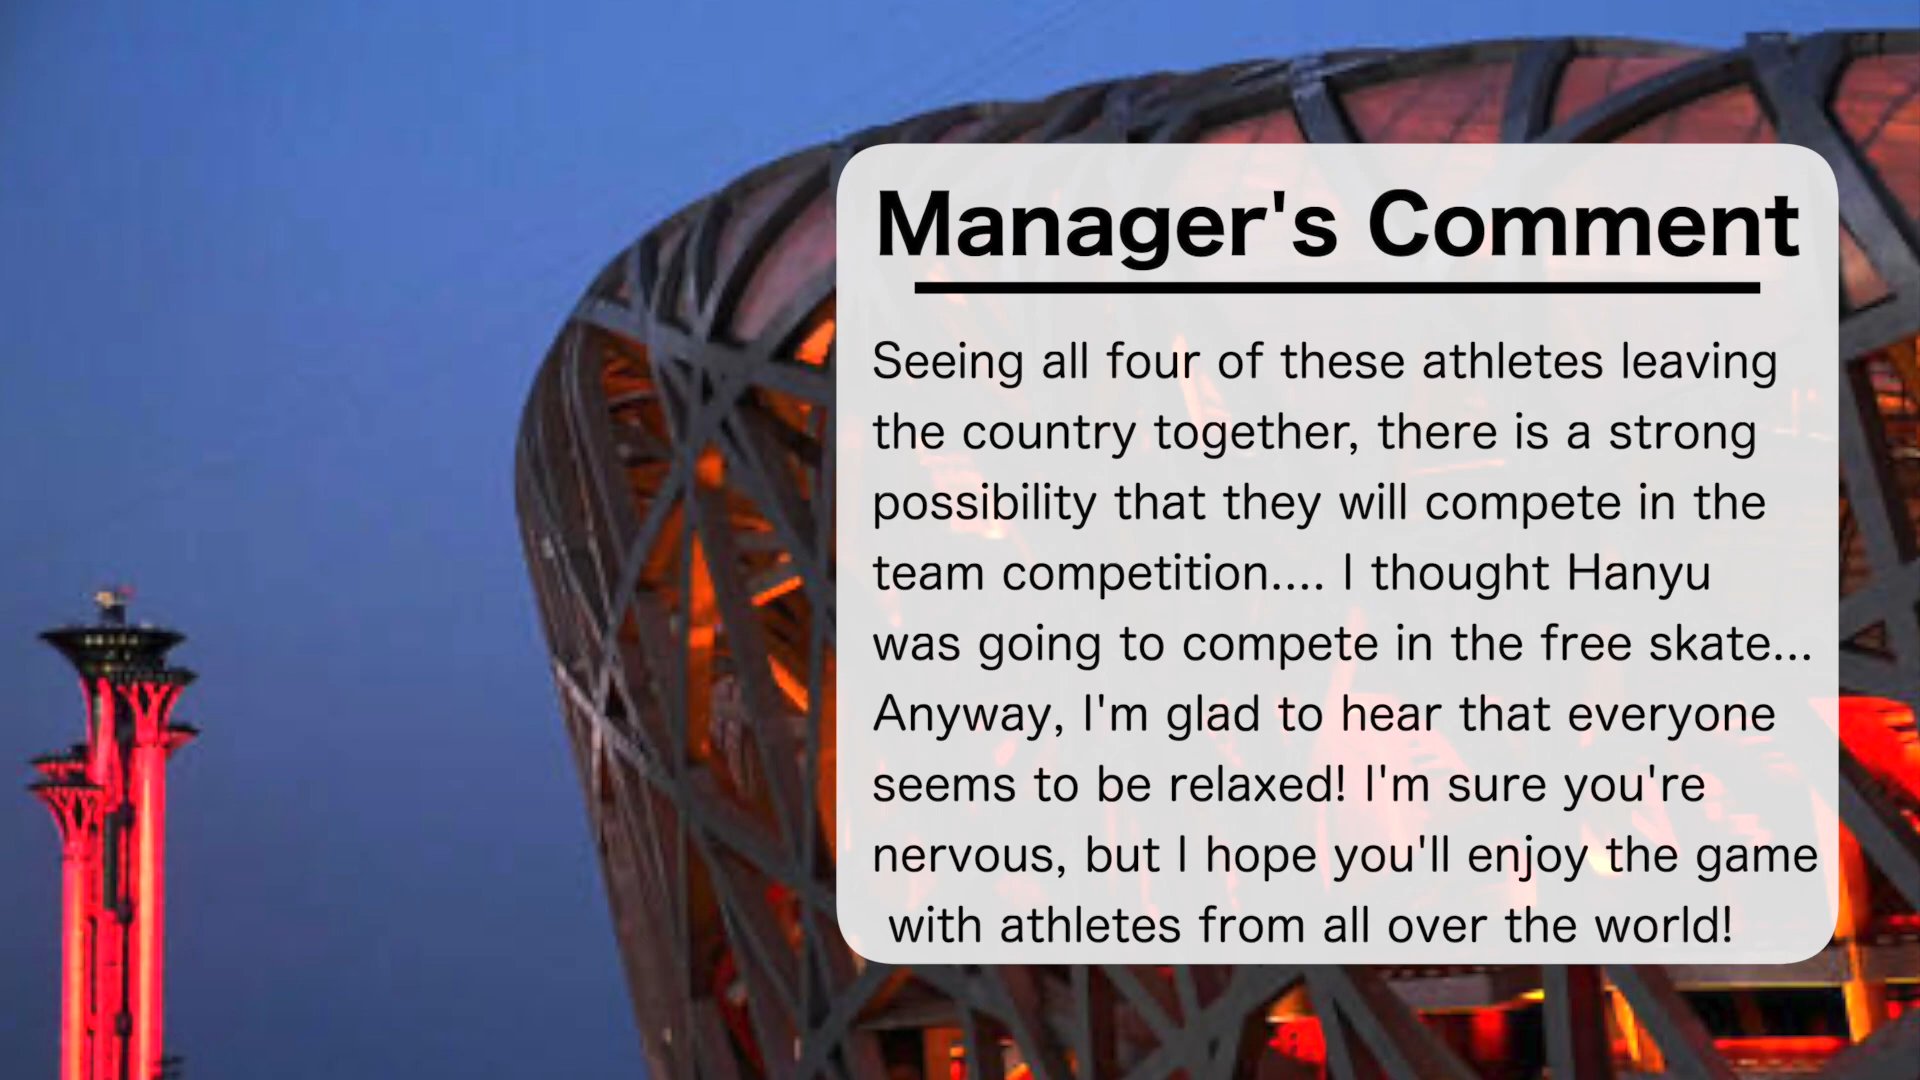 Manager's Comment
Seeing all four of these athletes leaving
the country together, there is a strong
possibility that they will compete in the
team competition.... I thought Hanyu
was going to compete in the free skate...
Anyway, I'm glad to hear that everyone
seems to be relaxed! I'm sure you're
nervous, but I hope you'll enjoy the game
with athletes from all over the world!